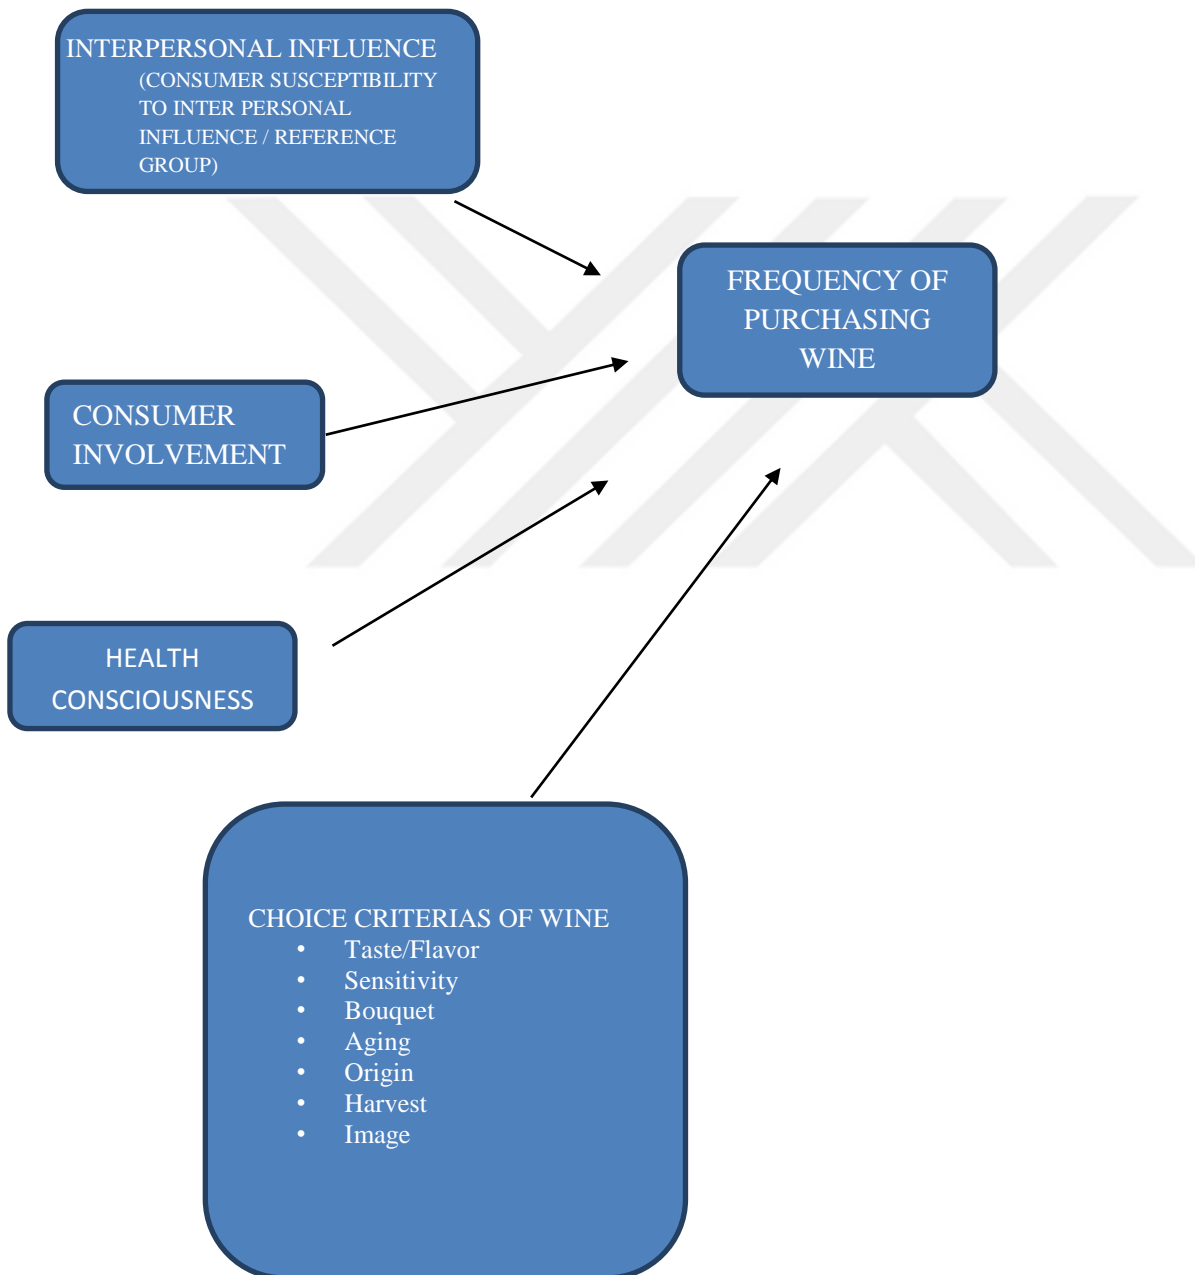 INTERPERSONAL INFLUENCE
(CONSUMER SUSCEPTIBILITY
TO INTER PERSONAL
INFLUENCE / REFERENCE
GROUP)
FREQUENCY OF
PURCHASING
WINE
CONSUMER
INVOLVEMENT
HEALTH
CONSCIOUSNESS
CHOICE CRITERIAS OF WINE
• Taste/Flavor
• Sensitivity
• Bouquet
• Aging
• Origin
• Harvest
• Image